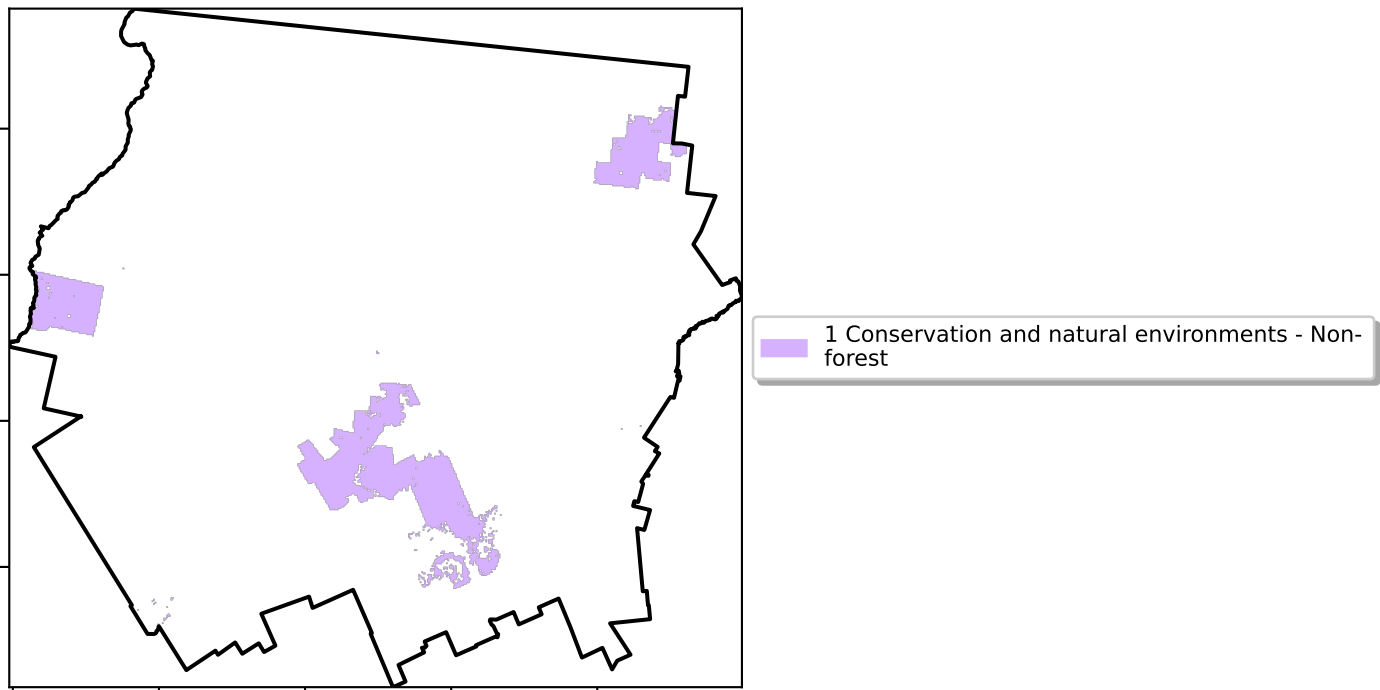 1 Conservation and natural environments - Non-
forest